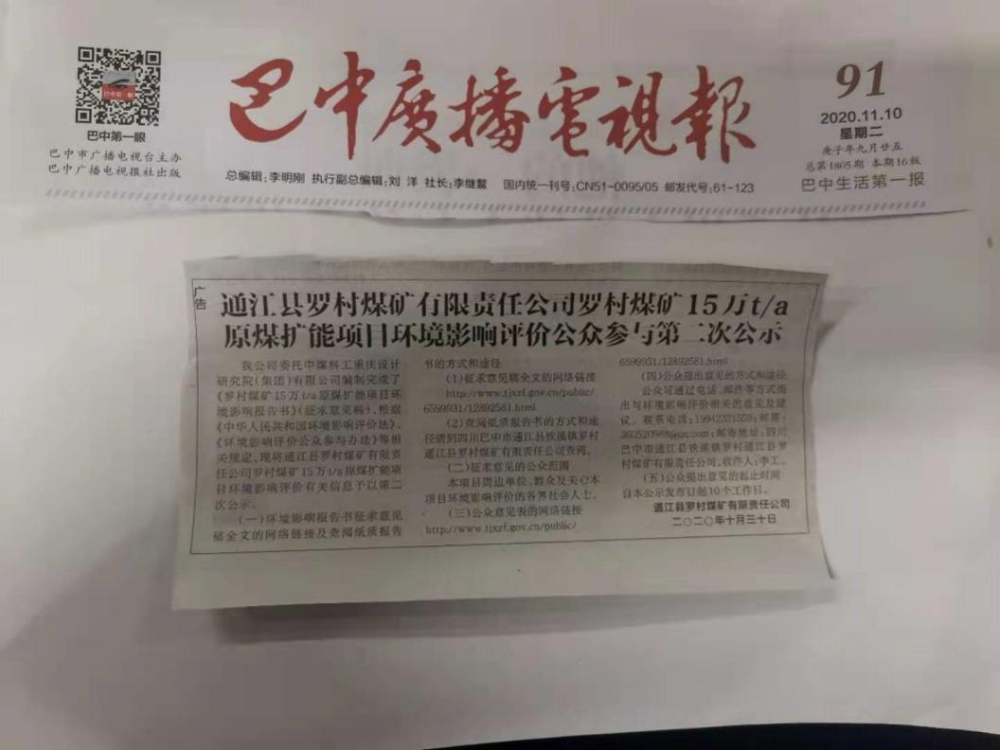 巴中第一眼
巴中市广播电视台主办
巴中广播电视报社出版
巴中廣播電視報
总编辑:李明刚 执行副总编辑:刘 洋 社长:李继鳌 国内统一刊号:CN51-0095/05 邮发代号:61-123
91
2020.11.10
星期二
庚子年九月廿五
总第1805期 本期16版
巴中生活第一报
广告
通江县罗村煤矿有限责任公司罗村煤矿15万t/a
原煤扩能项目环境影响评价公众参与第二次公示
我公司委托中煤科工重庆设计
研究院(集团)有限公司编制完成了
《罗村煤矿15万t/a原煤扩能项目环
境影响报告书》(征求意见稿),根据
《中华人民共和国环境影响评价法》、
《环境影响评价公众参与办法》等相
关规定,现将通江县罗村煤矿有限责
任公司罗村煤矿15万t/a原煤扩能项
目环境影响评价有关信息予以第二
次公示。
(一)环境影响报告书征求意见
稿全文的网络链接及查阅纸质报告
书的方式和途径
(1)征求意见稿全文的网络链接
http://www.tjxzf.gov.cn/public/
6599931/12892581.html
(2)查阅纸质报告书的方式和途
径请到四川巴中市通江县铁溪镇罗村
通江县罗村煤矿有限责任公司查阅。
(二)征求意见的公众范围
本项目周边单位、群众及关心本
项目环境影响评价的各界社会人士。
(三)公众意见表的网络链接
http://www.tjxzf.gov.cn/public/
6599931/12892581.html
(四)公众提出意见的方式和途径
公众可通过电话、邮件等方式提
出与环境影响评价相关的意见及建
议。联系电话:19942331559;邮箱:
360520988@qq.com;邮寄地址:四川
巴中市通江县铁溪镇罗村通江县罗
村煤矿有限责任公司,收件人:李工。
(五)公众提出意见的起止时间
自本公示发布日起10个工作日。
通江县罗村煤矿有限责任公司
二〇二〇年十月三十日